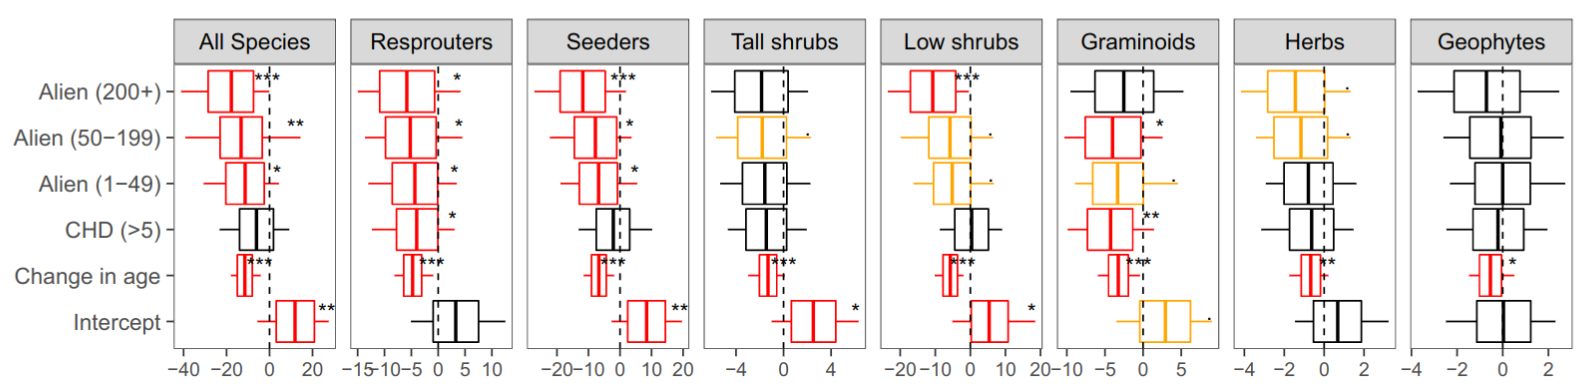 All Species Resprouters Seeders Tall shrubs Low shrubs Graminoids Herbs Geophytes
Alien (200+) *** * *** *** . .
Alien (50−199) ** * * . . * .
Alien (1−49) * * * . .
CHD (>5) * **
Change in age *** *** *** *** *** *** ** *
Intercept ** ** * * .
−40 −20 0 20 −15 −10 −5 0 5 10 −20 −10 0 10 20 −4 0 4 −20 −10 0 10 20 −10 −5 0 5 −4 −2 0 2 −4 −2 0 2